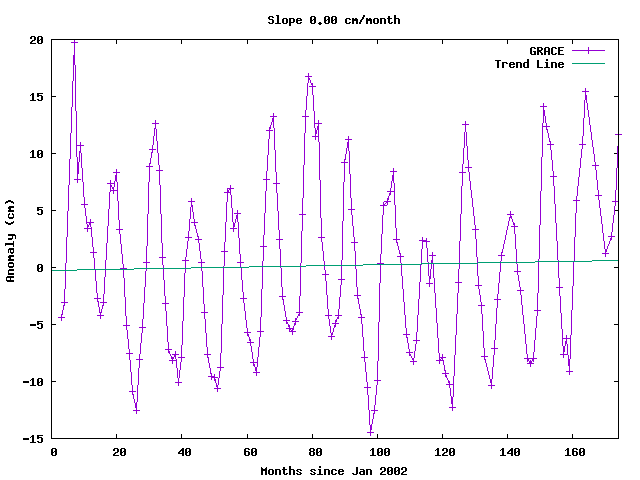 Slope 0.00 cm/month
GRACE
Trend Line
20
15
10
5
0
-5
-10
-15
Anomaly (cm)
0 20 40 60 80 100 120 140 160
Months since Jan 2002